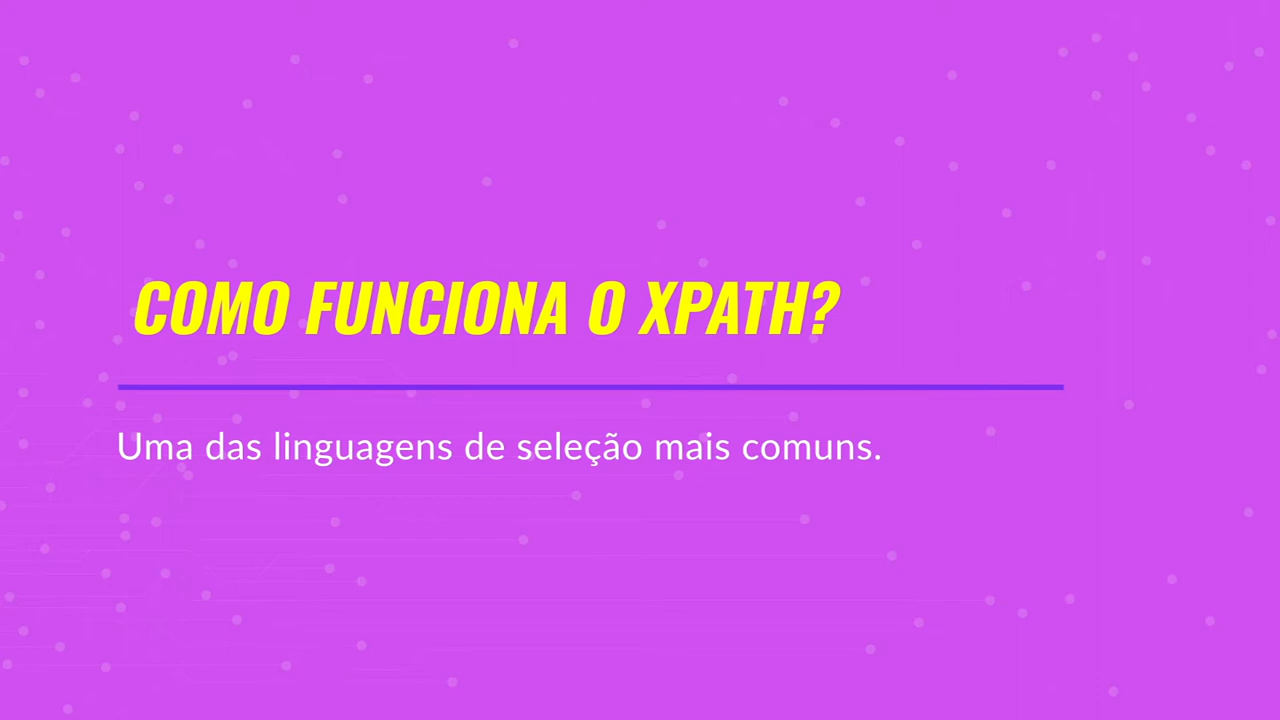 COMO FUNCIONA O XPATH?
Uma das linguagens de seleção mais comuns.